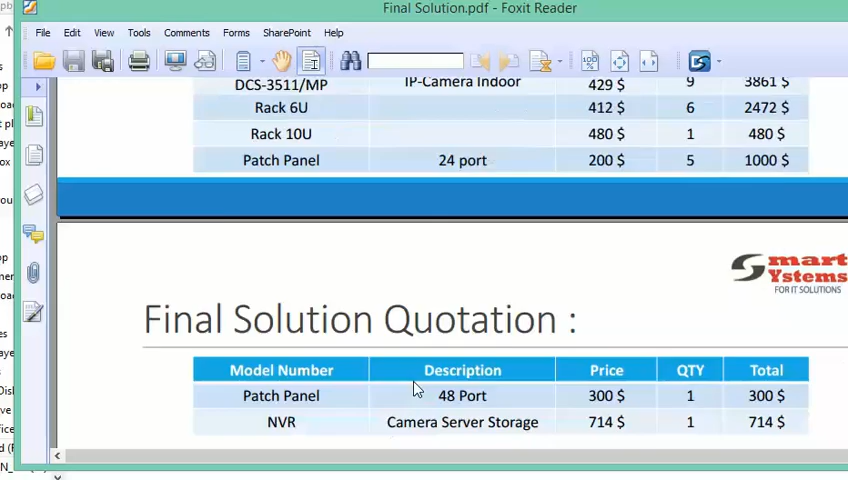 Final Solution.pdf - Foxit Reader
File Edit View Tools Comments Forms SharePoint Help
DCS-3511/MP IP-Camera Indoor 429 $ 9 3861 $
Rack 6U 412 $ 6 2472 $
Rack 10U 480 $ 1 480 $
Patch Panel 24 port 200 $ 5 1000 $
Smart
Ystems
FOR IT SOLUTIONS
Final Solution Quotation :
Model Number Description Price QTY Total
Patch Panel 48 Port 300 $ 1 300 $
NVR Camera Server Storage 714 $ 1 714 $